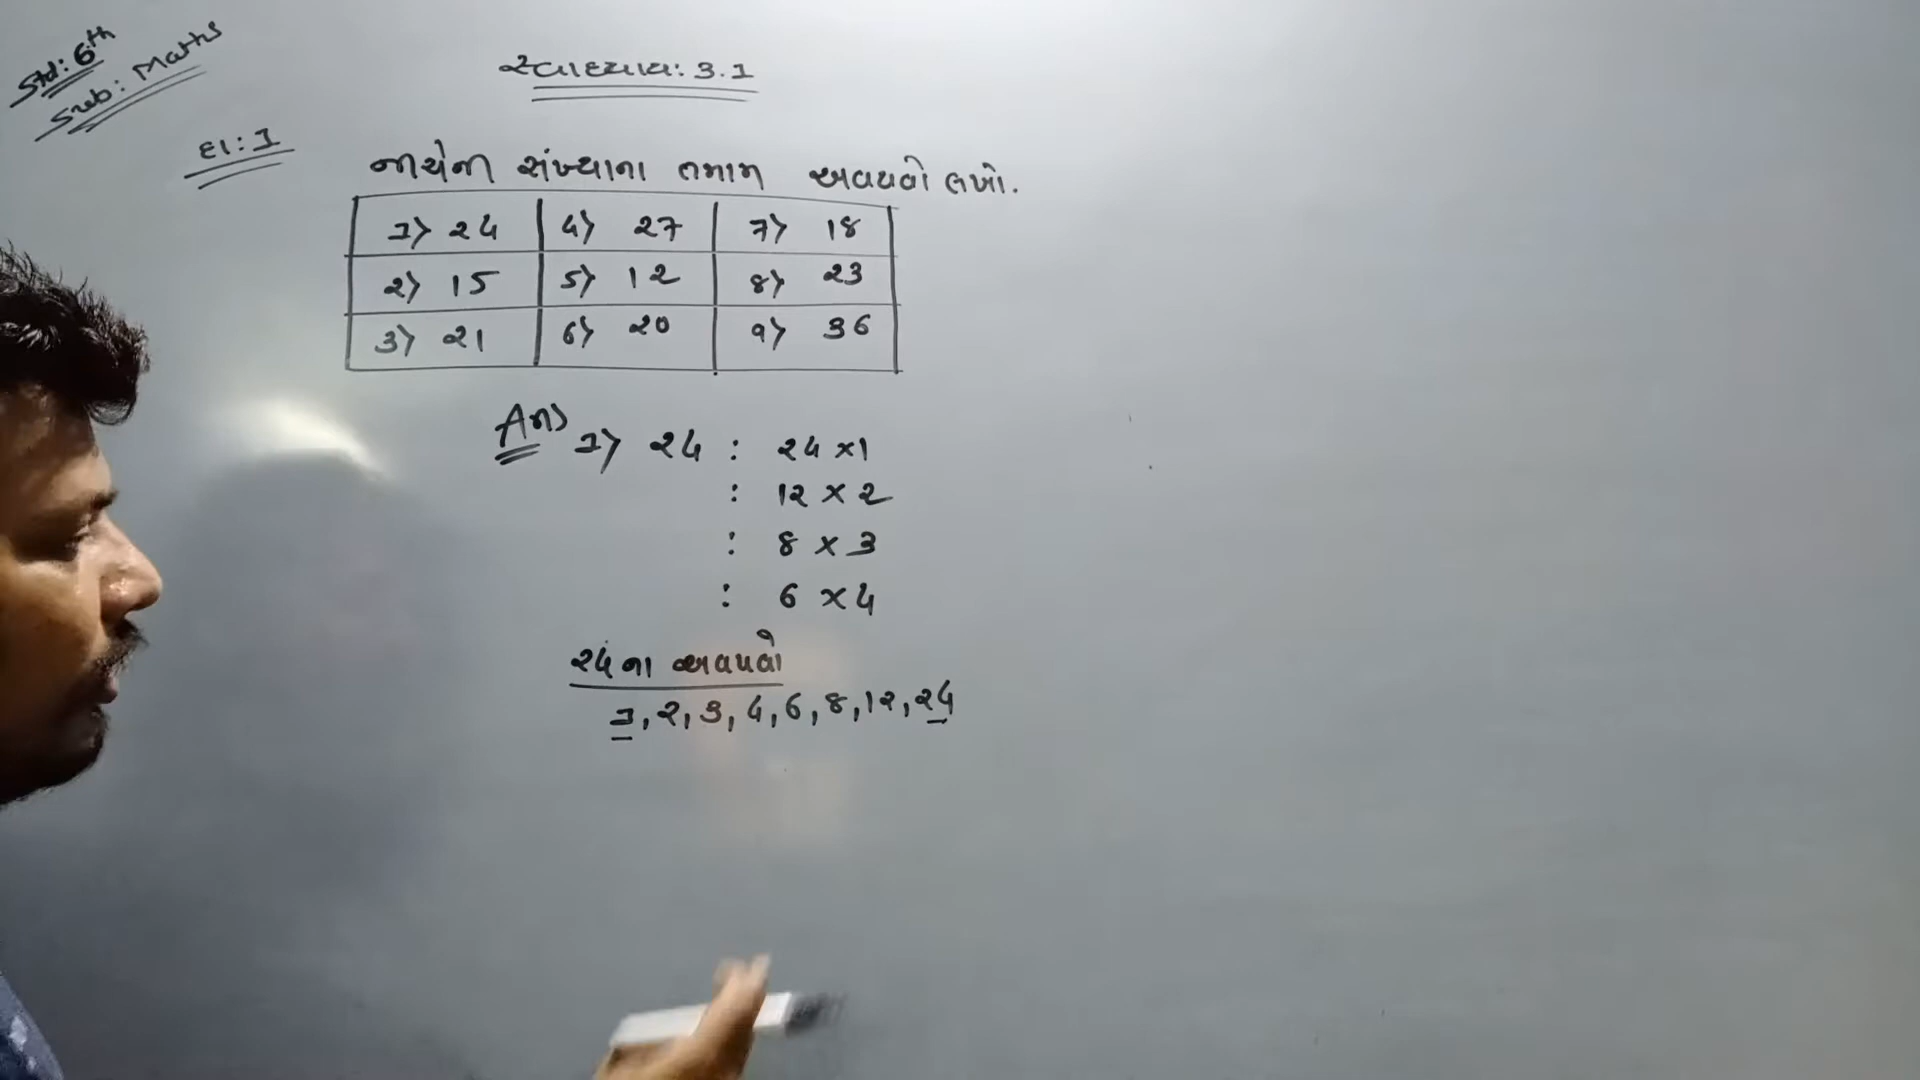 Std: 6th
Sub: Maths
સ્વાધ્યાય: 3.1
દા: 1
નીચેની સંખ્યાના તમામ અવયવો લખો.
1> 24 4> 27 7> 18
2> 15 5> 12 8> 23
3> 21 6> 20 9> 36
Ans 1> 24 : 24 ×1
: 12 × 2
: 8 × 3
: 6 × 4
24 ના અવયવો
1, 2, 3, 4, 6, 8, 12, 24